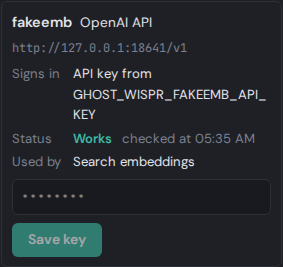 fakeemb OpenAI API
http://127.0.0.1:18641/v1
Signs in API key from
GHOST_WISPR_FAKEEMB_API_
KEY
Status Works checked at 05:35 AM
Used by Search embeddings
••••••••
Save key